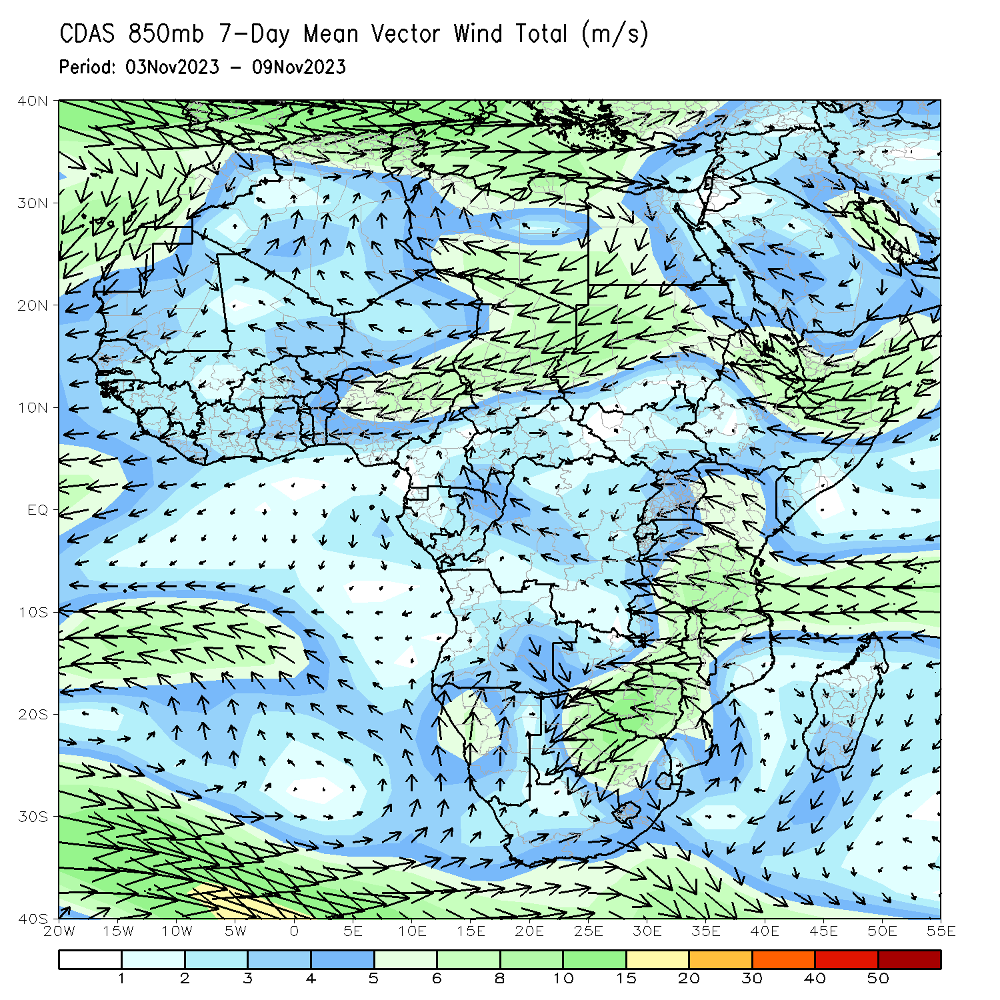 CDAS 850mb 7-Day Mean Vector Wind Total (m/s)
Period: 03Nov2023 - 09Nov2023
40N
30N
20N
10N
EQ
10S
20S
30S
40S
20W 15W 10W 5W 0 5E 10E 15E 20E 25E 30E 35E 40E 45E 50E 55E
1 2 3 4 5 6 8 10 15 20 30 40 50